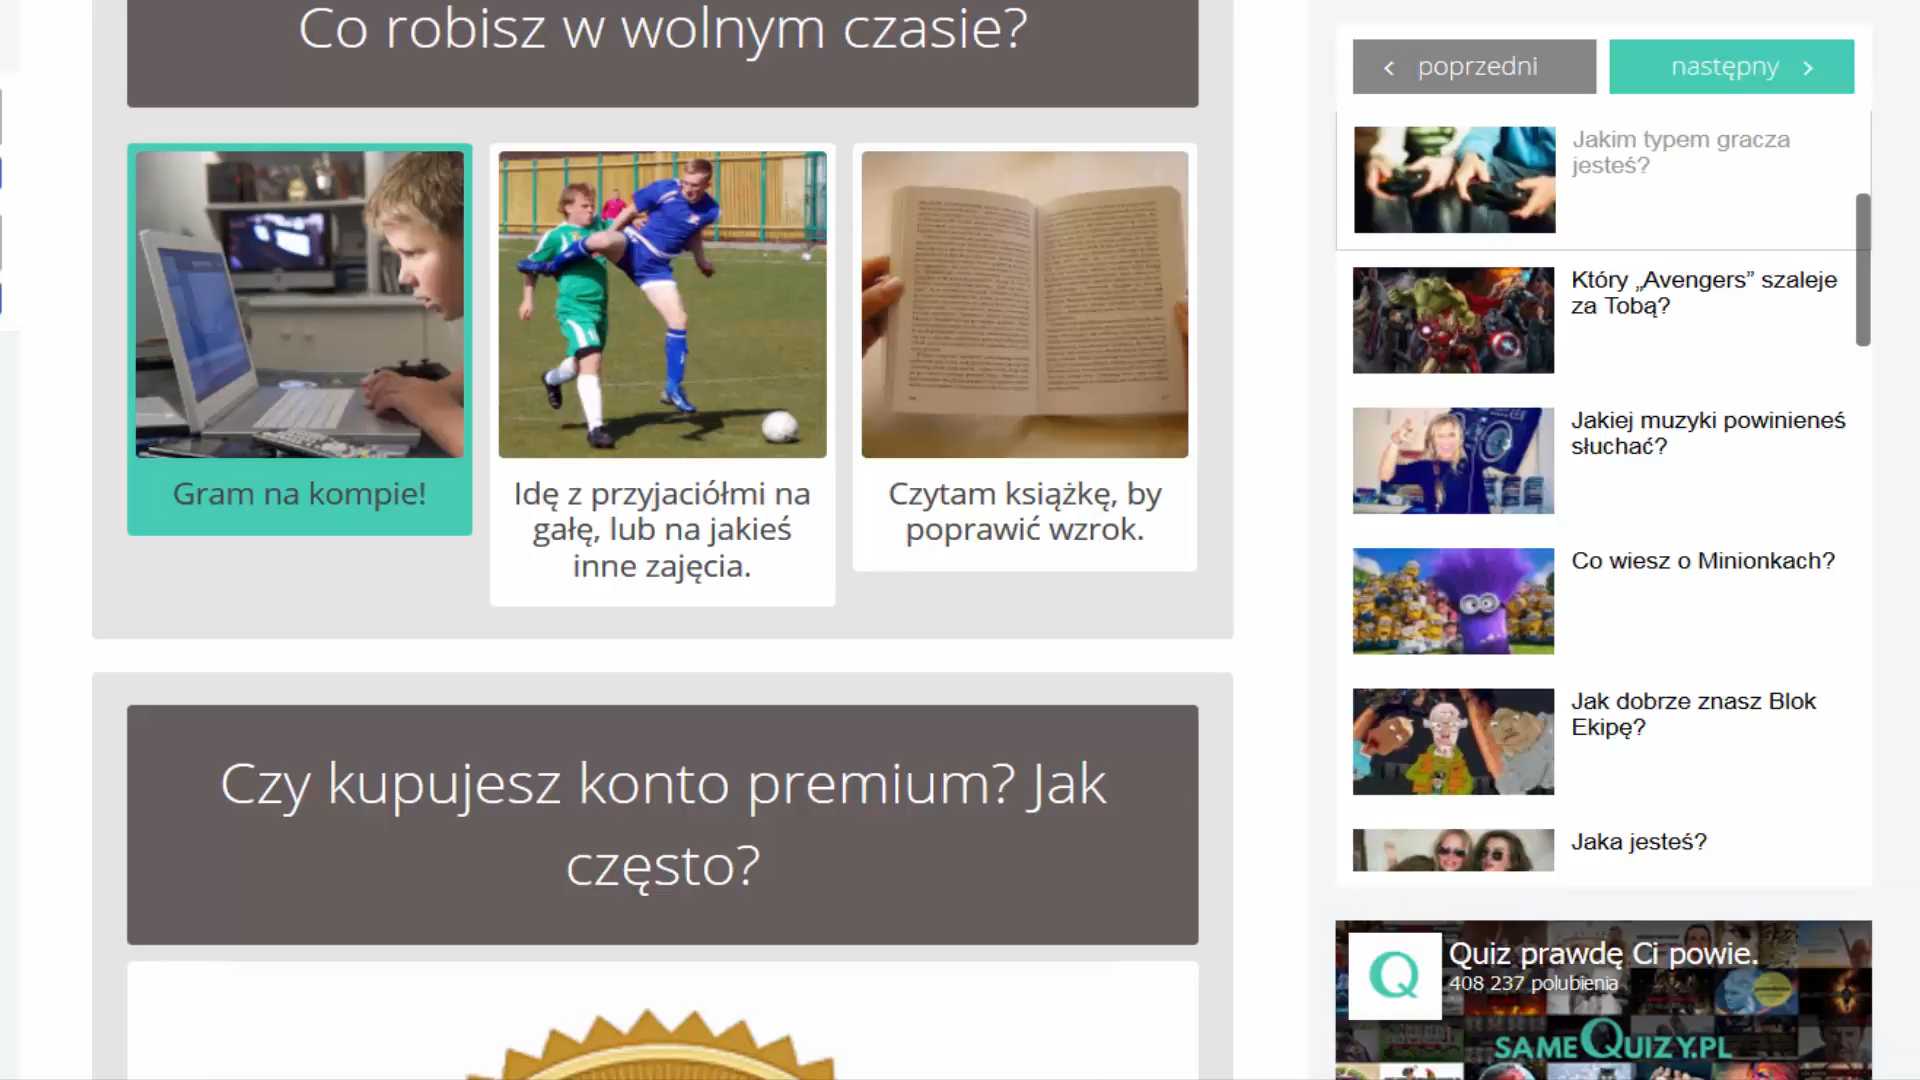 Co robisz w wolnym czasie?
Gram na kompie!
Idę z przyjaciółmi na
gałę, lub na jakieś
inne zajęcia.
Czytam książkę, by
poprawić wzrok.
Czy kupujesz konto premium? Jak
często?
poprzedni
następny
Jakim typem gracza
jesteś?
Który „Avengers” szaleje
za Tobą?
Jakiej muzyki powinieneś
słuchać?
Co wiesz o Minionkach?
Jak dobrze znasz Blok
Ekipę?
Jaka jesteś?
Q
Quiz prawdę Ci powie.
408 237 polubienia
SAMEQUIZY.PL